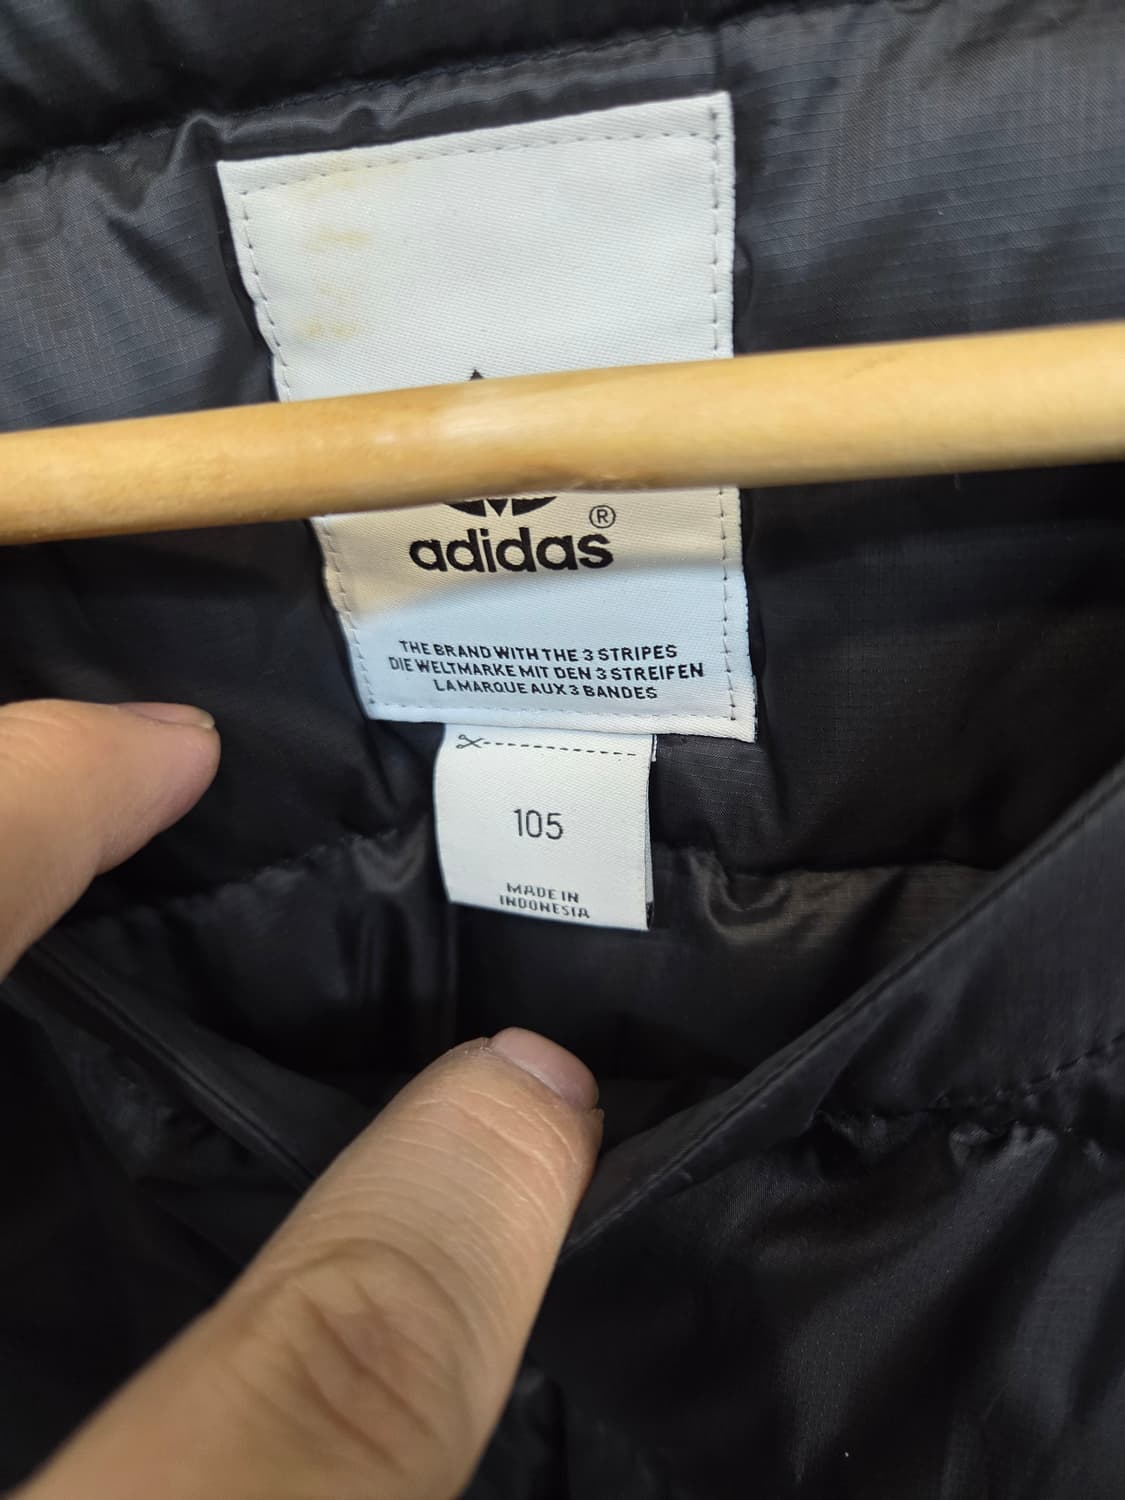 adidas®
THE BRAND WITH THE 3 STRIPES
DIE WELTMARKE MIT DEN 3 STREIFEN
LA MARQUE AUX 3 BANDES
105
MADE IN
INDONESIA